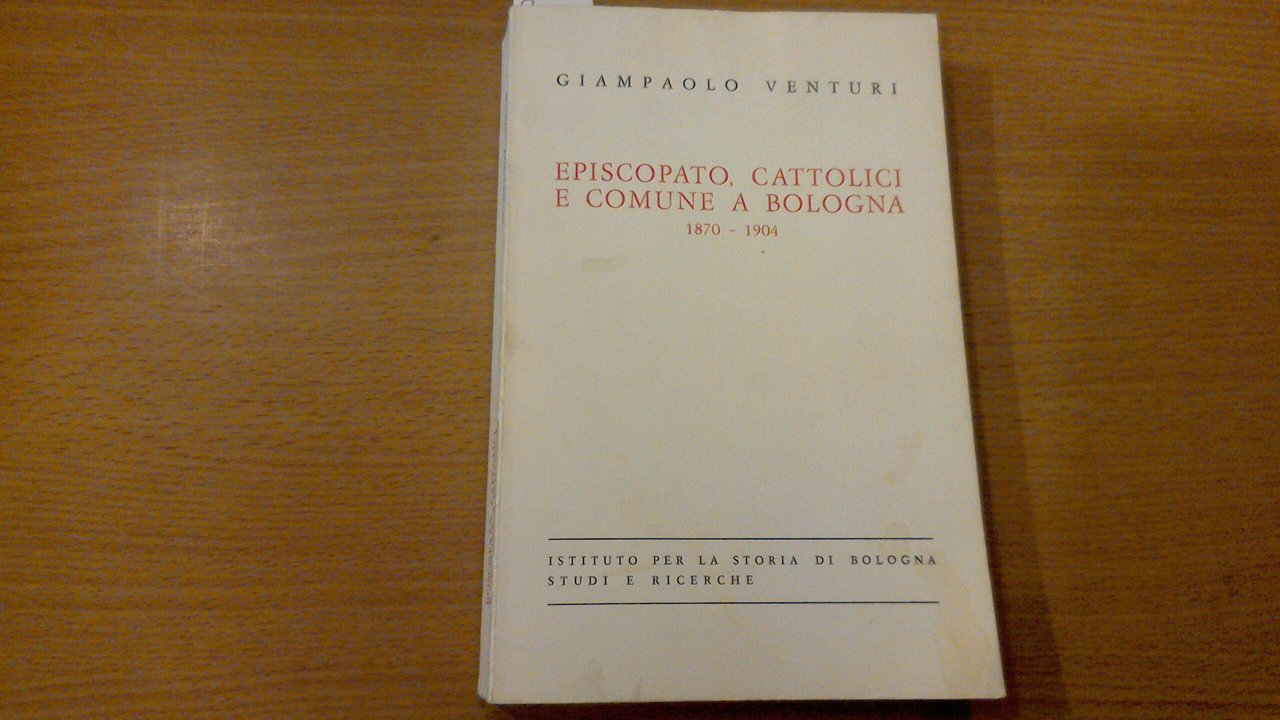 GIAMPAOLO VENTURI
EPISCOPATO, CATTOLICI
E COMUNE A BOLOGNA
1870 - 1904
ISTITUTO PER LA STORIA DI BOLOGNA
STUDI E RICERCHE